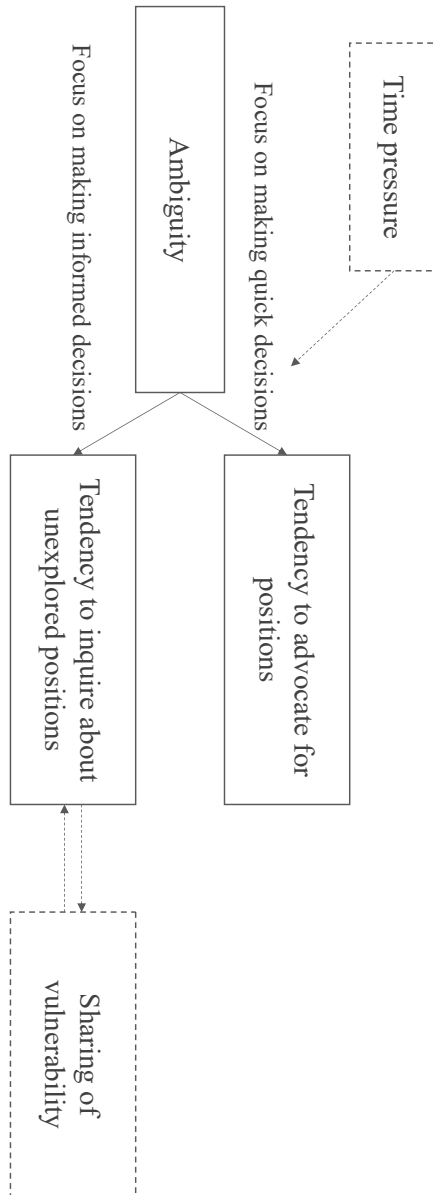 Time pressure
Focus on making quick decisions
Ambiguity
Focus on making informed decisions
Tendency to advocate for
positions
Tendency to inquire about
unexplored positions
Sharing of
vulnerability